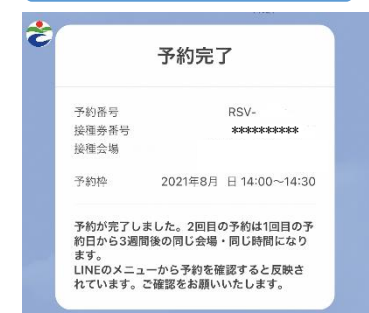 予約完了
予約番号 RSV-
接種券番号 **********
接種会場
予約枠 2021年8月 日 14:00〜14:30
予約が完了しました。2回目の予約は1回目の予
約日から3週間後の同じ会場・同じ時間になり
ます。
LINEのメニューから予約を確認すると反映さ
れています。ご確認をお願いいたします。